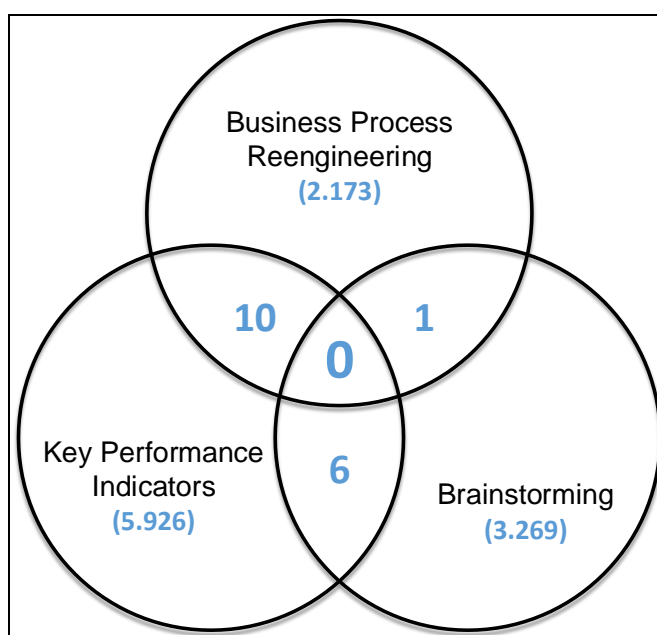 Business Process
Reengineering
(2.173)
10
1
0
Key Performance
Indicators
(5.926)
6
Brainstorming
(3.269)